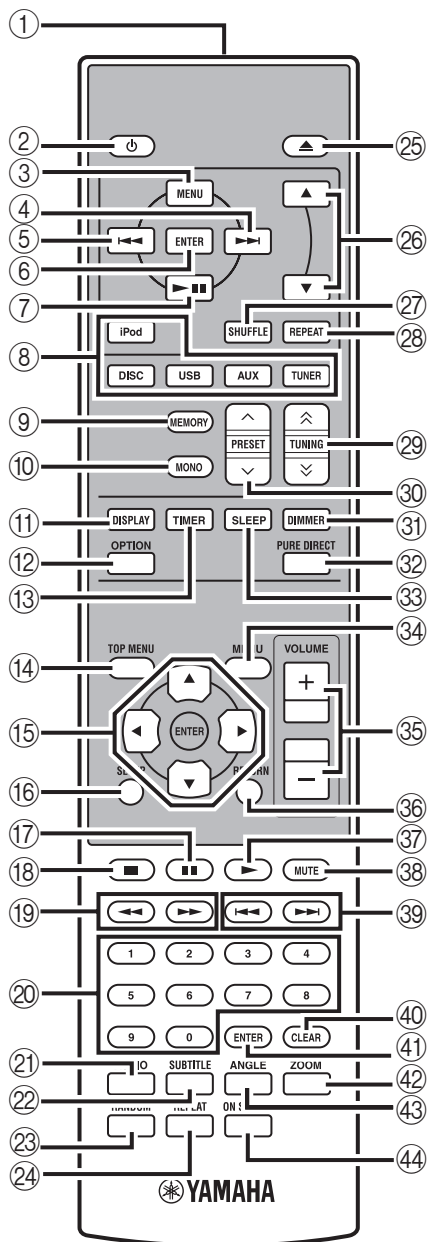 ①
②
㉕
③
MENU
④
⑤
ENTER
㉖
⑥
⑦
㉗
iPod
SHUFFLE
REPEAT
㉘
⑧
DISC
USB
AUX
TUNER
⑨
MEMORY
PRESET
TUNING
㉙
⑩
MONO
㉚
⑪
DISPLAY
TIMER
SLEEP
DIMMER
㉛
OPTION
PURE DIRECT
⑫
㉜
⑬
㉝
㉞
TOP MENU
VOLUME
⑭
+
⑮
ENTER
㉟
−
⑯
㊱
⑰
㊲
⑱
MUTE
㊳
⑲
㊴
1
2
3
4
⑳
5
6
7
8
9
0
ENTER
CLEAR
㊵
㊶
㉑
SUBTITLE
ANGLE
ZOOM
㊷
㉒
㊸
㉓
㉔
㊹
YAMAHA